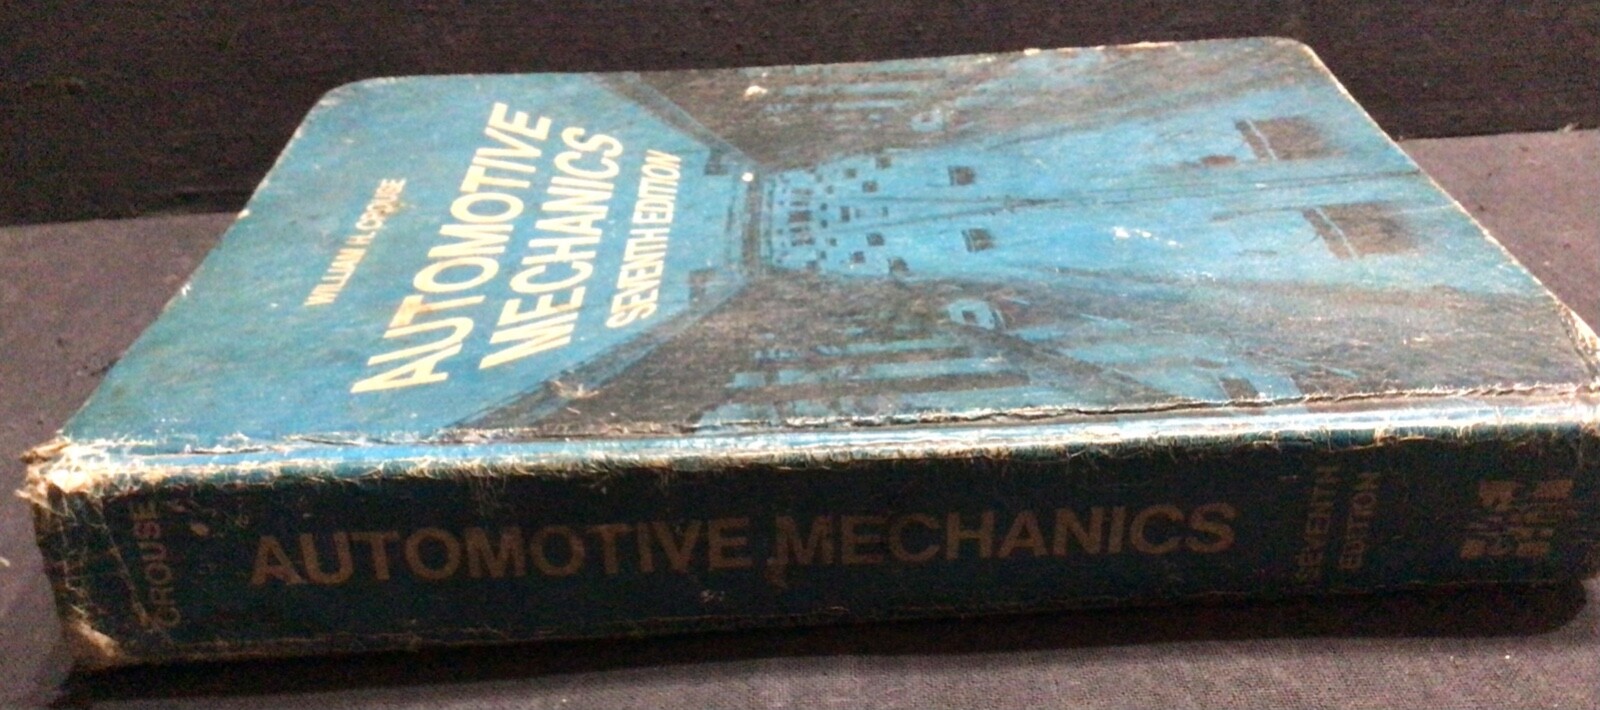 WILLIAM H. CROUSE
AUTOMOTIVE
MECHANICS
SEVENTH EDITION
CROUSE
AUTOMOTIVE MECHANICS
SEVENTH
EDITION